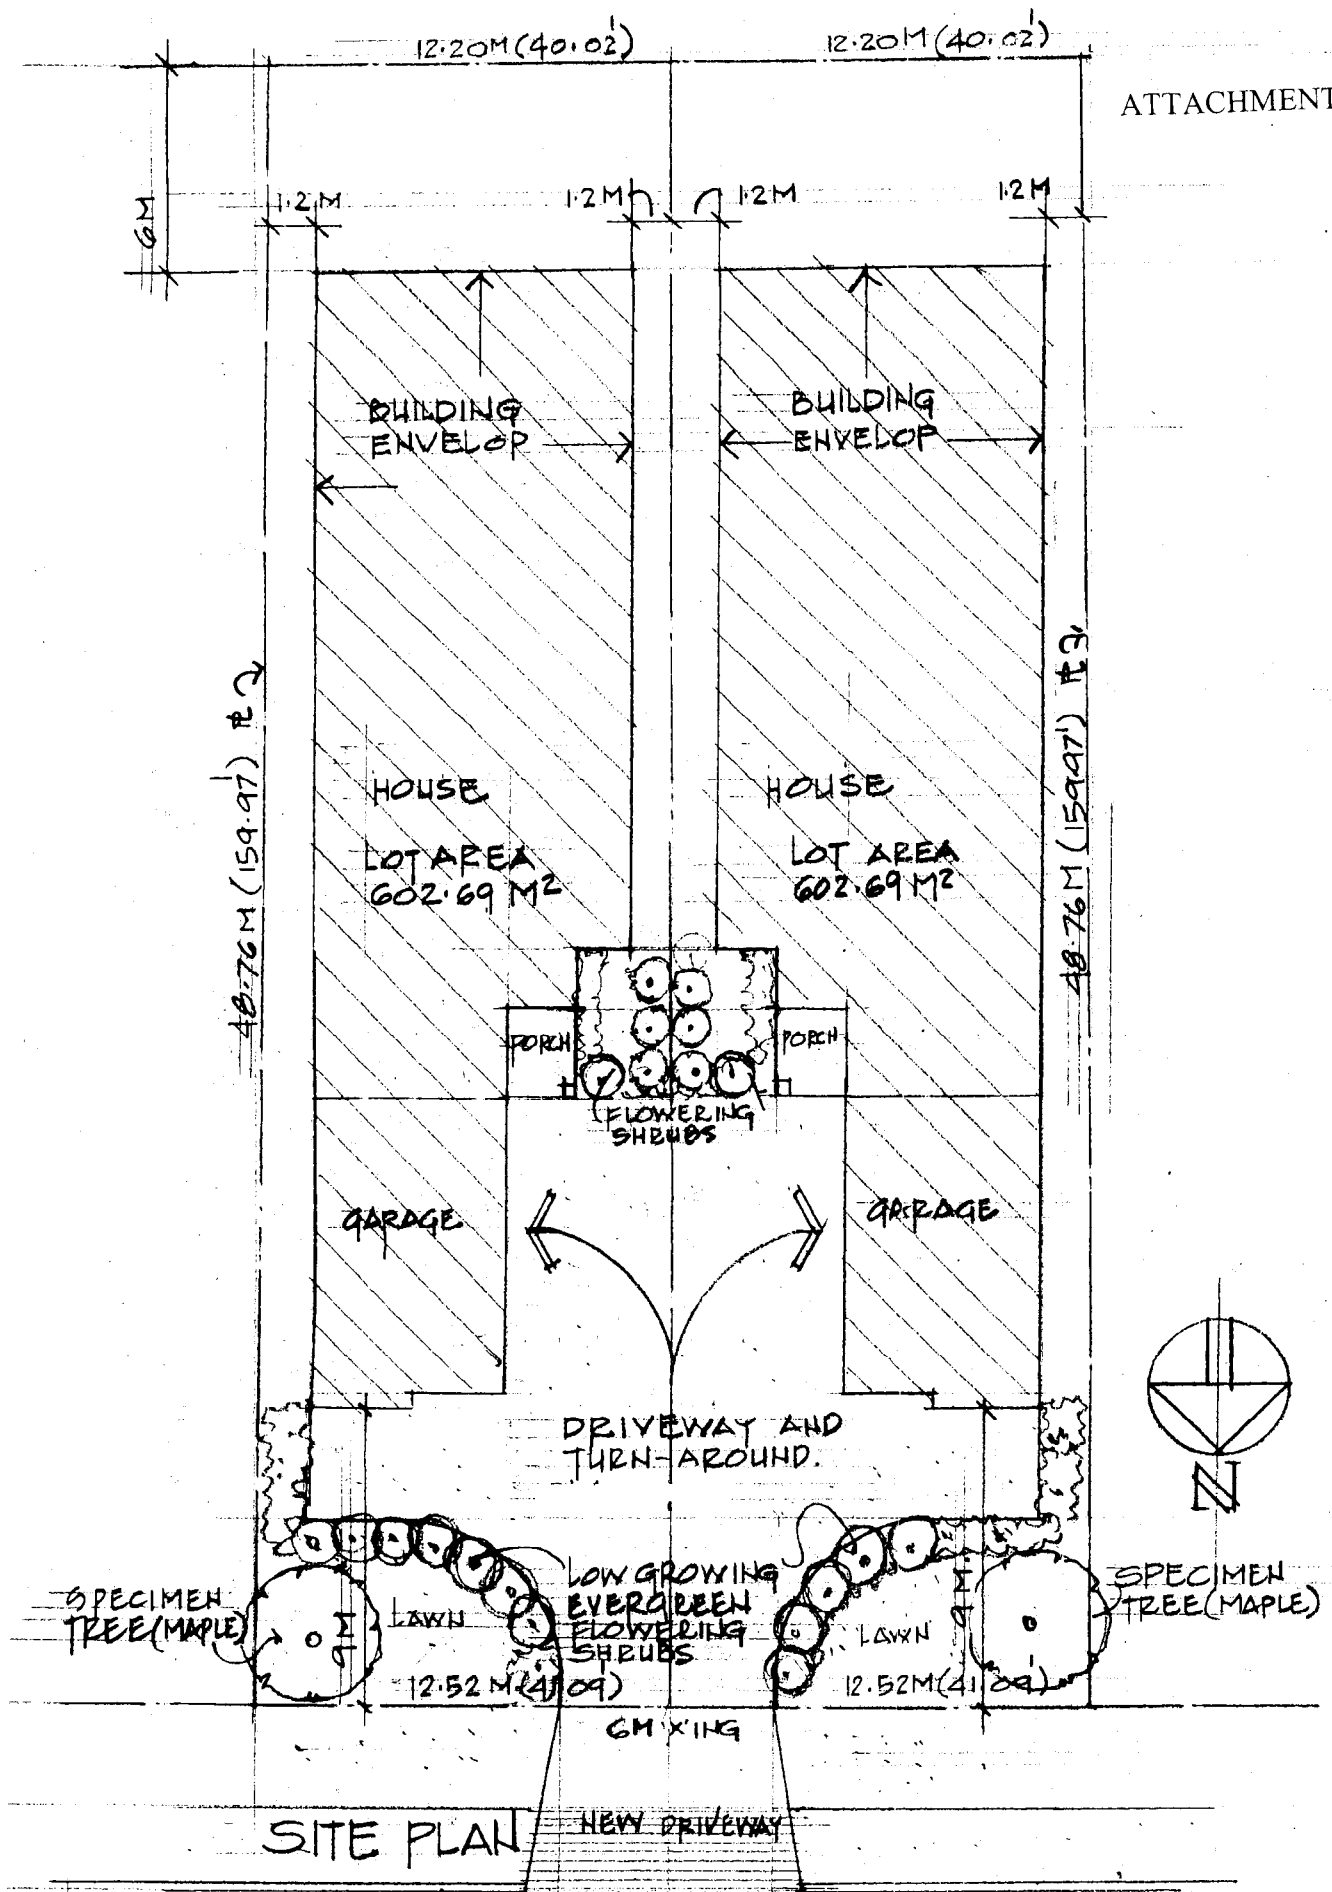 12.20M (40.02')
12.20M (40.02')
ATTACHMENT
6M
1.2M
1.2M
1.2M
1.2M
BUILDING
ENVELOP
BUILDING
ENVELOP
48.76M (159.97')
48.76M (159.97')
HOUSE
HOUSE
LOT AREA
602.69 M²
LOT AREA
602.69 M²
PORCH
PORCH
FLOWERING
SHRUBS
GARAGE
GARAGE
DRIVEWAY AND
TURN-AROUND.
N
SPECIMEN
TREE (MAPLE)
LAWN
9M
LOW GROWING
EVERGREEN
FLOWERING
SHRUBS
LAWN
9M
SPECIMEN
TREE (MAPLE)
12.52M (41.09')
12.52M (41.09')
6M X'ING
SITE PLAN
NEW DRIVEWAY